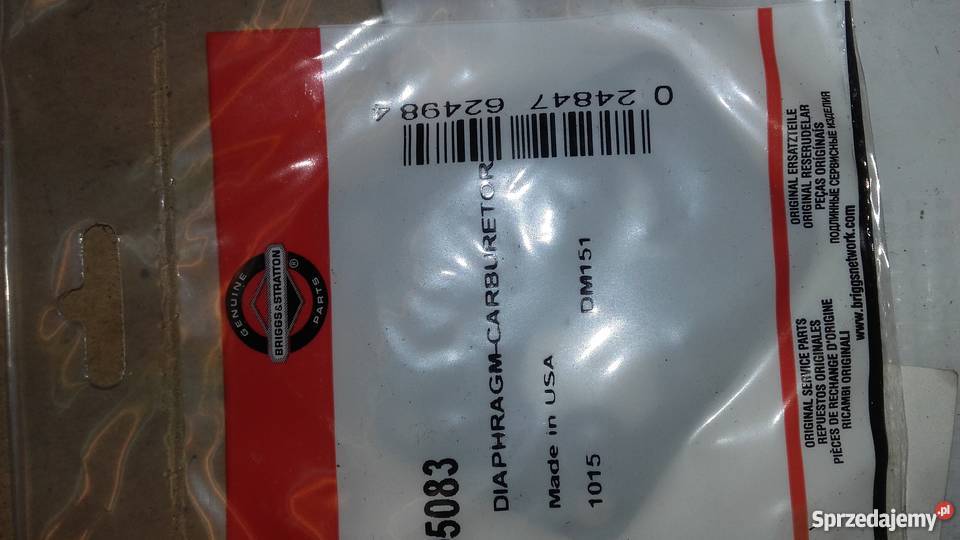 GENUINE
BRIGGS&STRATTON
®
PARTS
5083
DIAPHRAGM-CARBURETOR
Made in USA
1015 DM151
0 24847 62498 4
ORIGINAL SERVICE PARTS
REPUESTOS ORIGINALES
PIÈCES DE RECHANGE D'ORIGINE
RICAMBI ORIGINALI
ORIGINAL ERSATZTEILE
ORIGINAL RESERUDELAR
PEÇAS ORIGINAIS
ПОДЛИННЫЕ СЕРВИСНЫЕ ИЗДЕЛИЯ
www.briggsnetwork.com
Sprzedajemy.pl